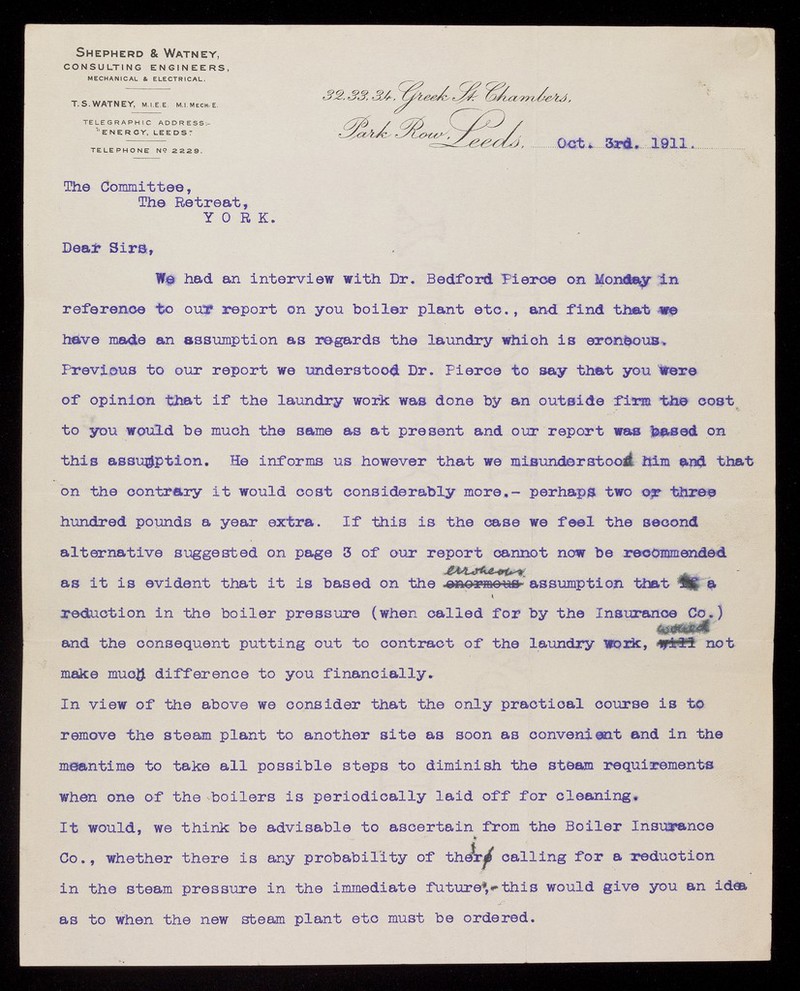 SHEPHERD & WATNEY,
CONSULTING ENGINEERS,
MECHANICAL & ELECTRICAL.
T. S. WATNEY, M.I.E.E. M.I.MECH.E.
TELEGRAPHIC ADDRESS:-
"ENERGY, LEEDS."
TELEPHONE Nº 2229.
32.33.34. Greek St. Chambers,
Park Row, Leeds, Oct. 3rd. 1911.
The Committee,
The Retreat,
Y O R K.
Dear Sirs,
We had an interview with Dr. Bedford Pierce on Monday in
reference to our report on you boiler plant etc., and find that we
have made an assumption as regards the laundry which is eroneous.
Previous to our report we understood Dr. Pierce to say that you were
of opinion that if the laundry work was done by an outside firm the cost
to you would be much the same as at present and our report was based on
this assumption. He informs us however that we misunderstood him and that
on the contrary it would cost considerably more.- perhaps two or three
hundred pounds a year extra. If this is the case we feel the second
alternative suggested on page 3 of our report cannot now be recommended
erroneous
as it is evident that it is based on the enormous assumption that a
reduction in the boiler pressure (when called for by the Insurance Co.)
would
and the consequent putting out to contract of the laundry work, will not
make much difference to you financially.
In view of the above we consider that the only practical course is to
remove the steam plant to another site as soon as convenient and in the
meantime to take all possible steps to diminish the steam requirements
when one of the boilers is periodically laid off for cleaning.
It would, we think be advisable to ascertain from the Boiler Insurance
Co., whether there is any probability of their calling for a reduction
in the steam pressure in the immediate future,-this would give you an idea
as to when the new steam plant etc must be ordered.